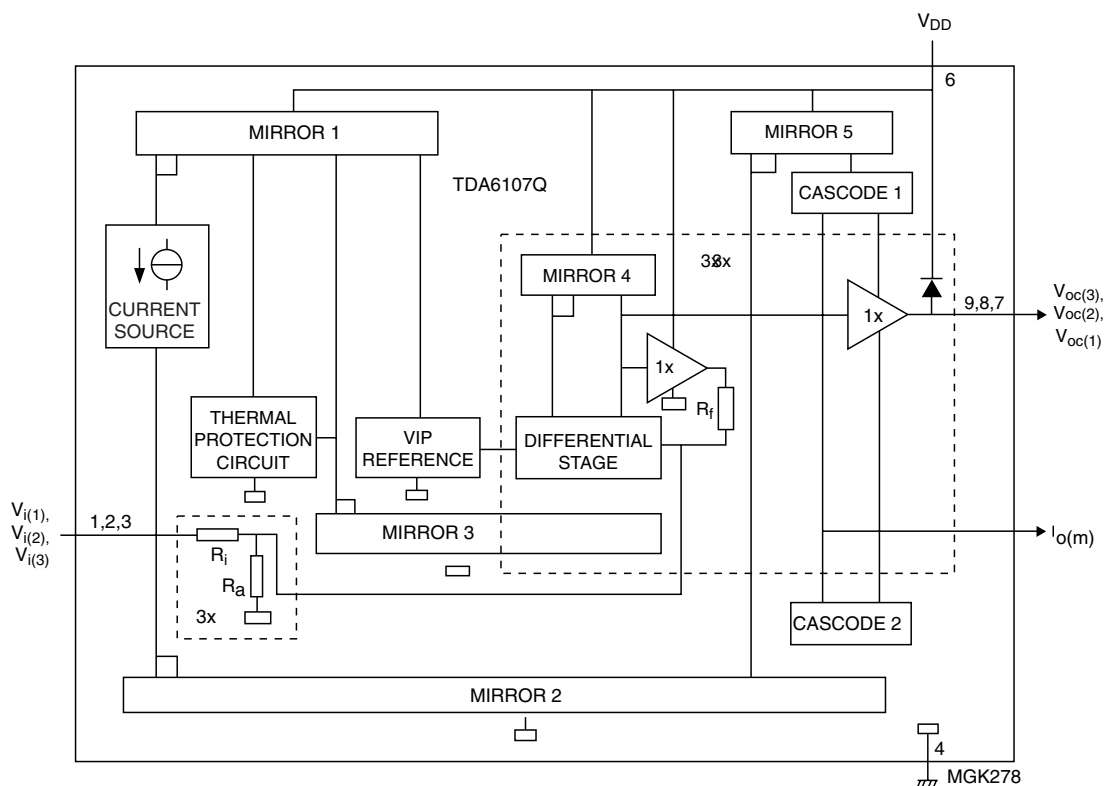 VDD
6
MIRROR 1
MIRROR 5
TDA6107Q
CASCODE 1
3x
MIRROR 4
CURRENT
SOURCE
1x
9,8,7
Voc(3),
Voc(2),
Voc(1)
1x
Rf
THERMAL
PROTECTION
CIRCUIT
VIP
REFERENCE
DIFFERENTIAL
STAGE
Vi(1),
Vi(2),
Vi(3)
1,2,3
MIRROR 3
Io(m)
Ri
Ra
3x
CASCODE 2
MIRROR 2
4
MGK278